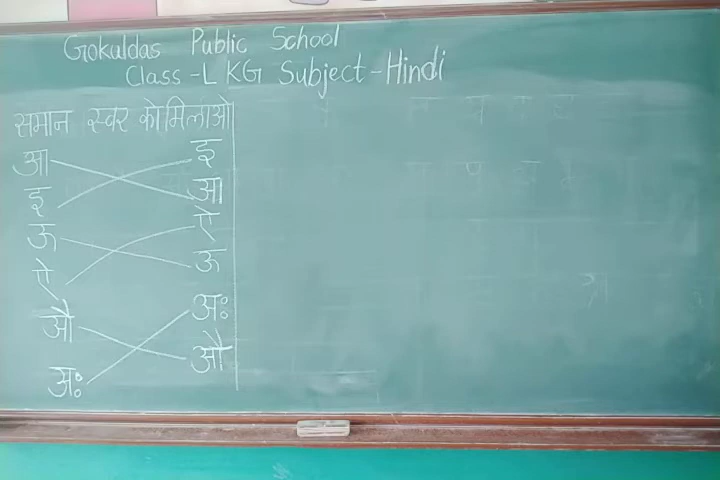 Gokuldas Public School
Class - L KG Subject - Hindi
समान स्वर को मिलाओ
आ इ
इ आ
ऊ ऐ
ऐ ऊ
औ अः
अः औ